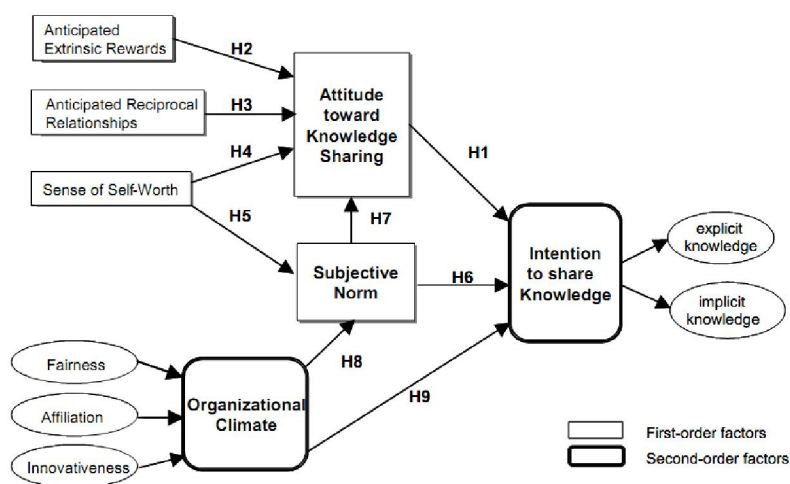 Anticipated
Extrinsic Rewards
H2
Anticipated Reciprocal
Relationships
H3
Attitude
toward
Knowledge
Sharing
H4
Sense of Self-Worth
H5
H1
H7
Subjective
Norm
H6
Intention
to share
Knowledge
explicit
knowledge
implicit
knowledge
H8
Fairness
Affiliation
Innovativeness
Organizational
Climate
H9
First-order factors
Second-order factors